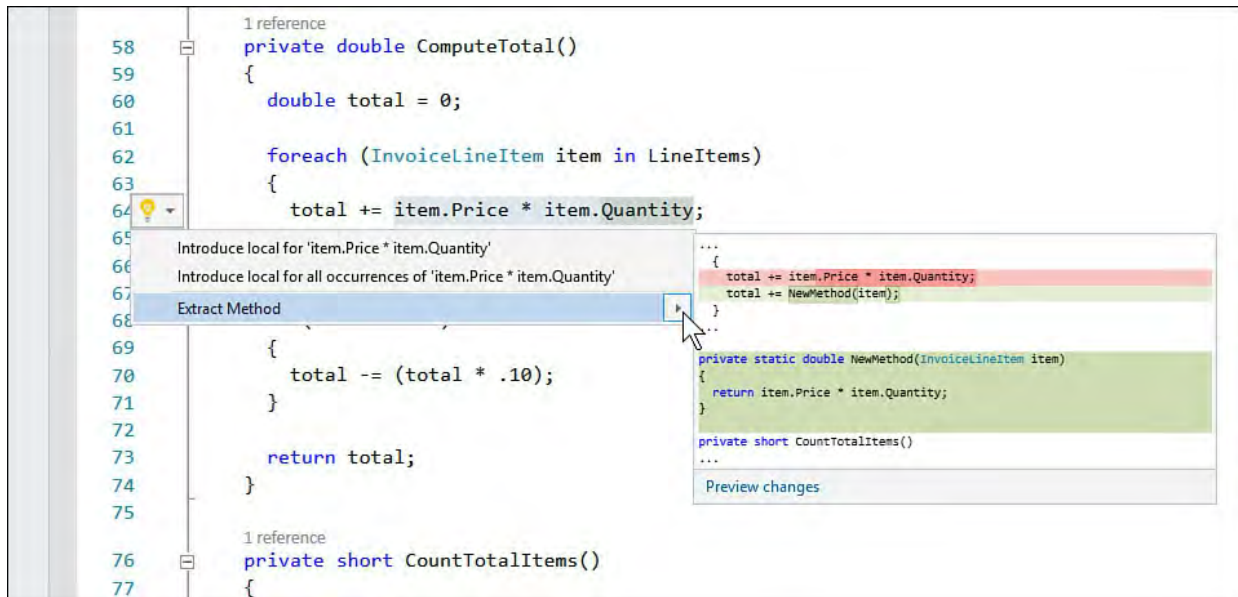 1 reference
58 private double ComputeTotal()
59 {
60 double total = 0;
61
62 foreach (InvoiceLineItem item in LineItems)
63 {
64 total += item.Price * item.Quantity;
65
Introduce local for 'item.Price * item.Quantity'
66
Introduce local for all occurrences of 'item.Price * item.Quantity'
67
Extract Method
68
69 {
70 total -= (total * .10);
71 }
72
73 return total;
74 }
75
1 reference
76 private short CountTotalItems()
77 {
...
{
total += item.Price * item.Quantity;
total += NewMethod(item);
}
...
private static double NewMethod(InvoiceLineItem item)
{
return item.Price * item.Quantity;
}
private short CountTotalItems()
...
Preview changes